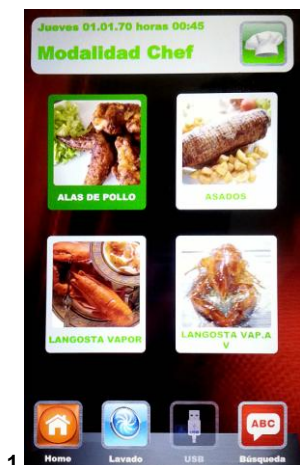 Jueves 01.01.70 horas 00:45
Modalidad Chef
ALAS DE POLLO
ASADOS
LANGOSTA VAPOR
LANGOSTA VAP.A
V
ABC
Home
Lavado
USB
Búsqueda
1